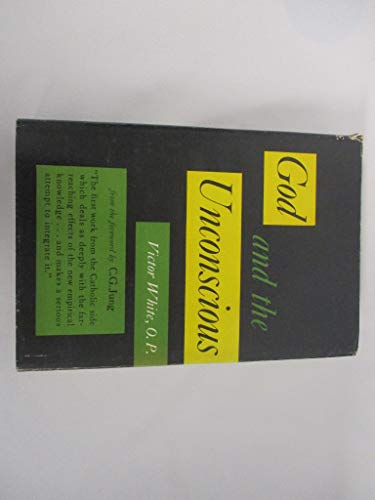 God
and the
Unconscious
Victor White, O. P.
from the foreword by C. G. Jung
"The first work from the Catholic side
which deals as deeply with the far-
reaching effects of the new empirical
knowledge . . . and makes a serious
attempt to integrate it."